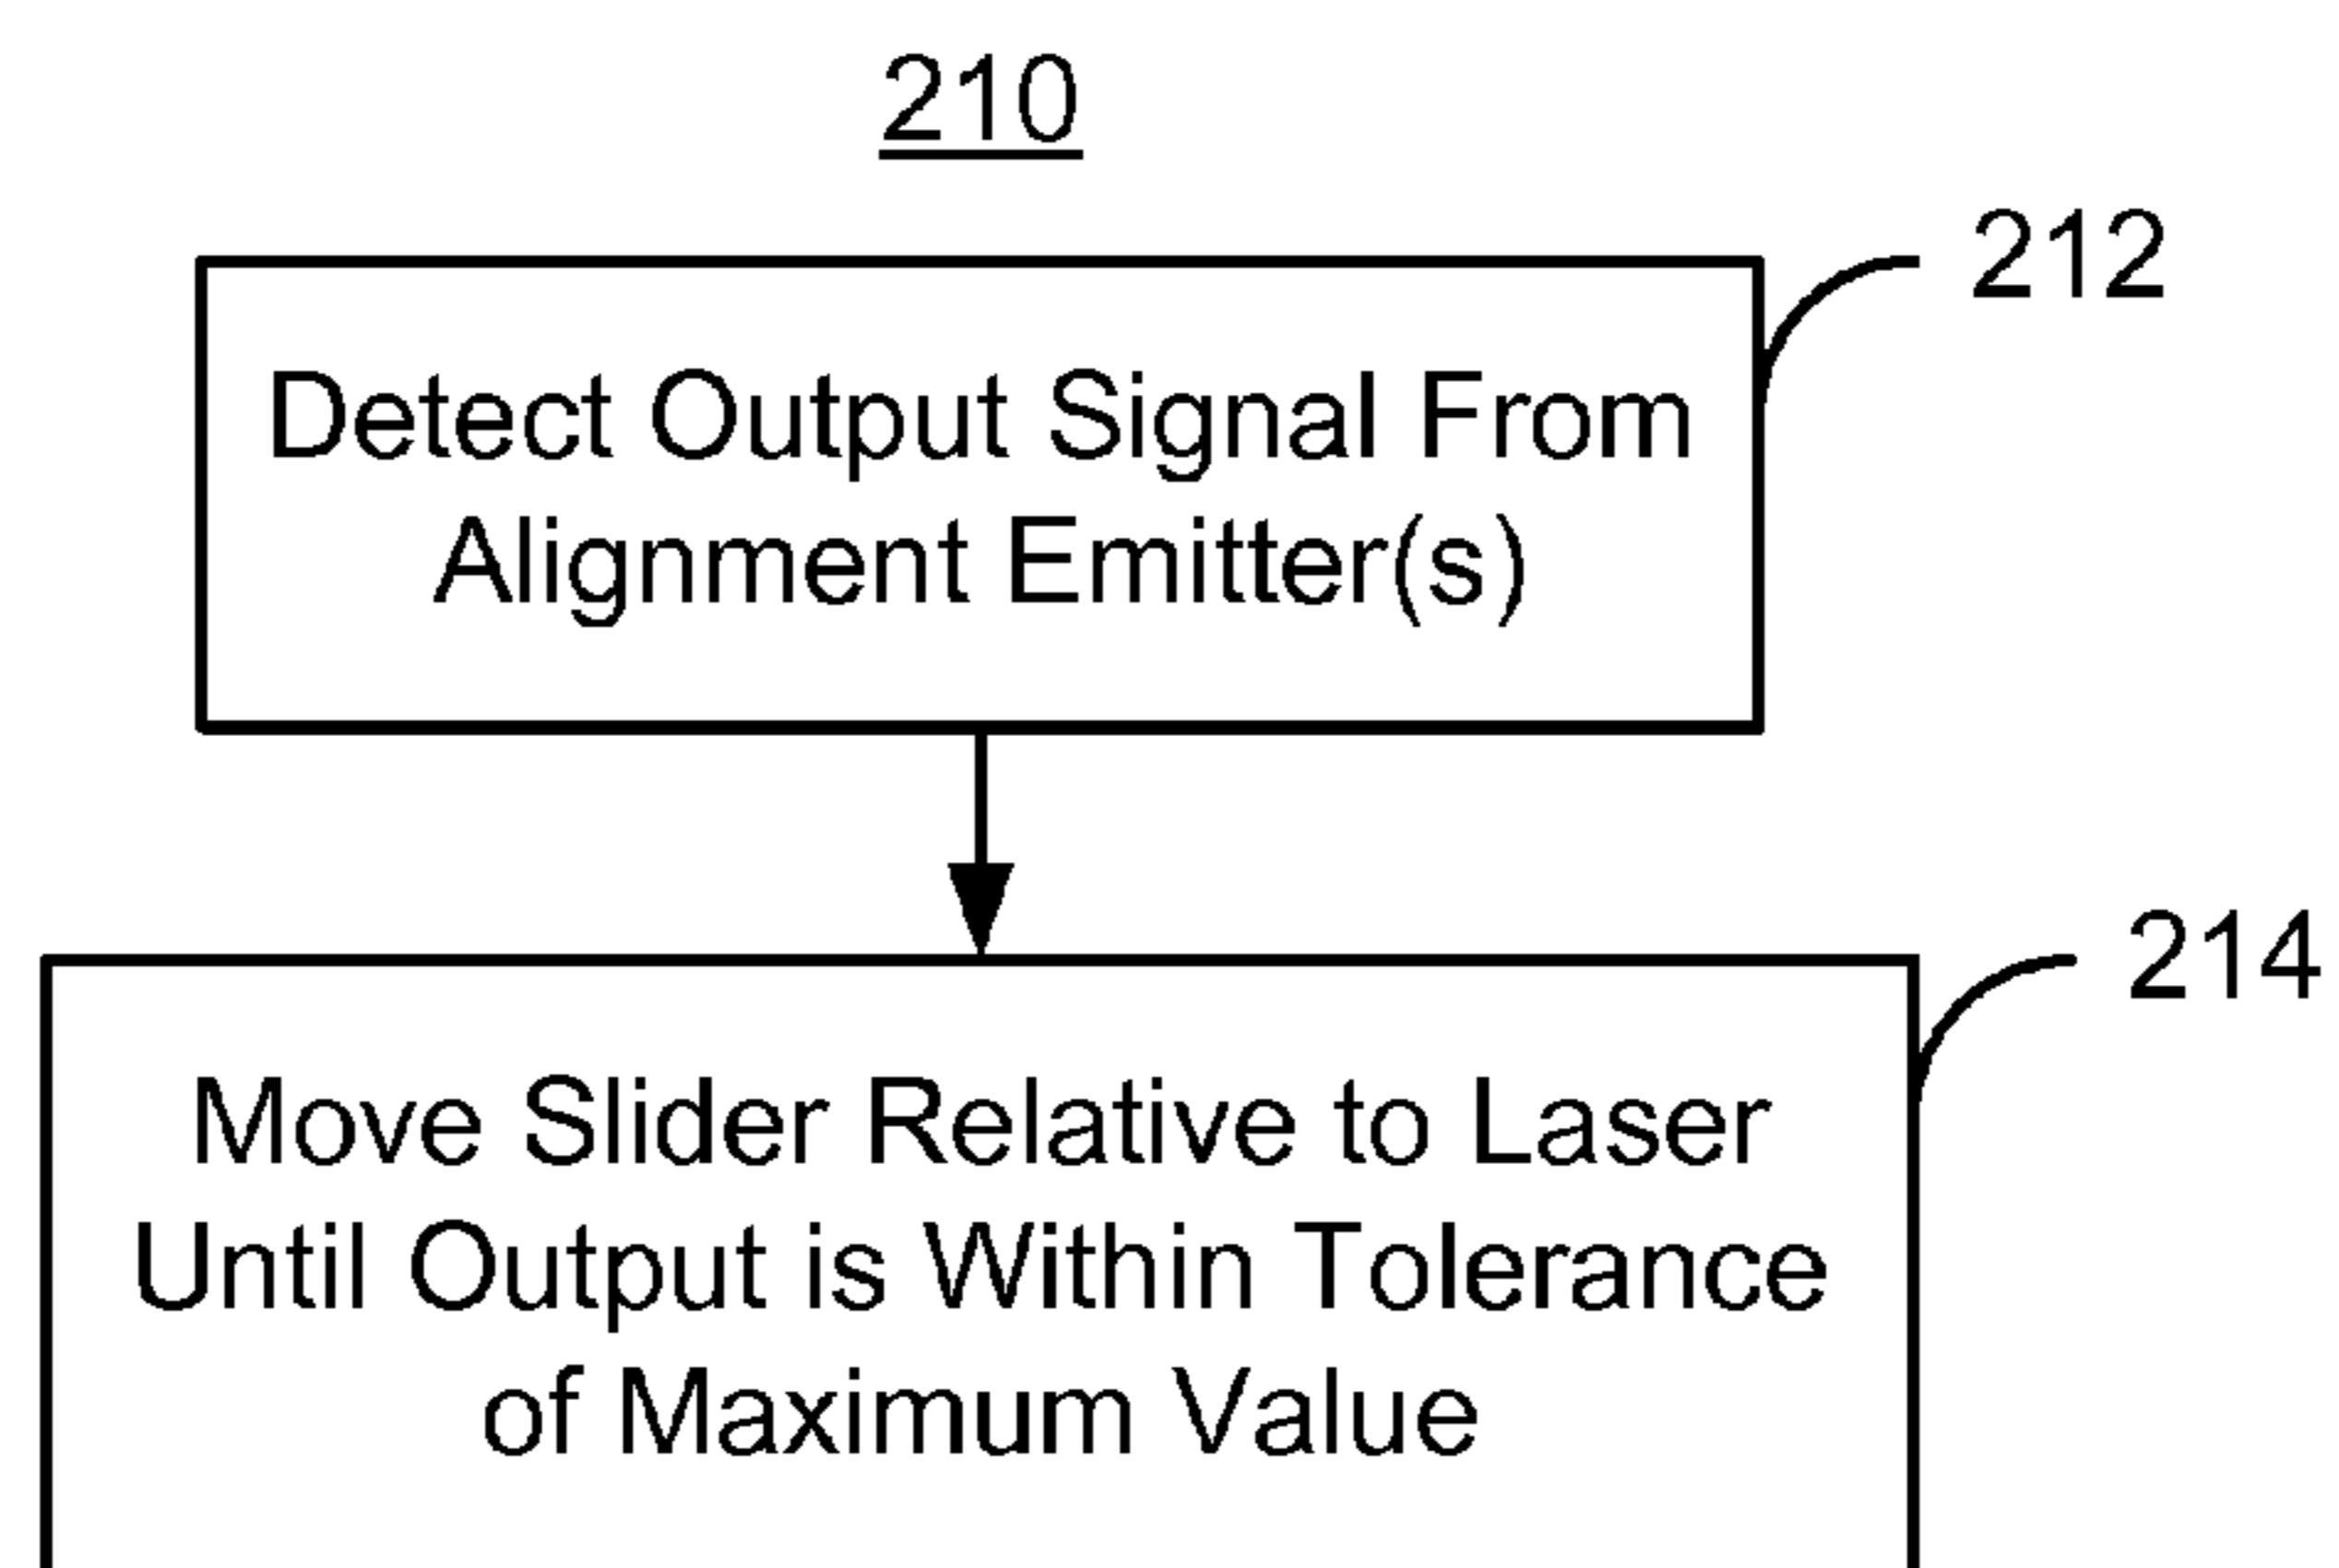 210
212
Detect Output Signal From
Alignment Emitter(s)
214
Move Slider Relative to Laser
Until Output is Within Tolerance
of Maximum Value